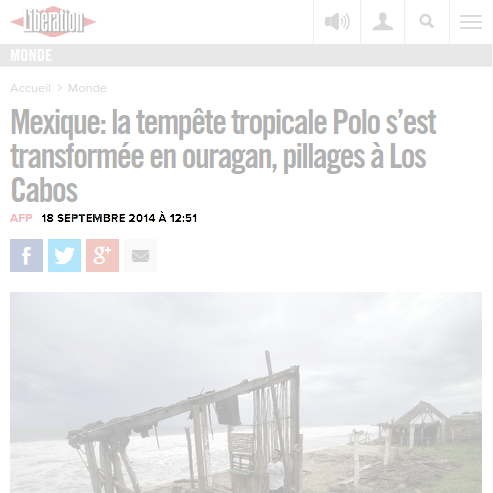 Libération
MONDE
Accueil > Monde
Mexique: la tempête tropicale Polo s’est
transformée en ouragan, pillages à Los
Cabos
AFP 18 SEPTEMBRE 2014 À 12:51
f g+